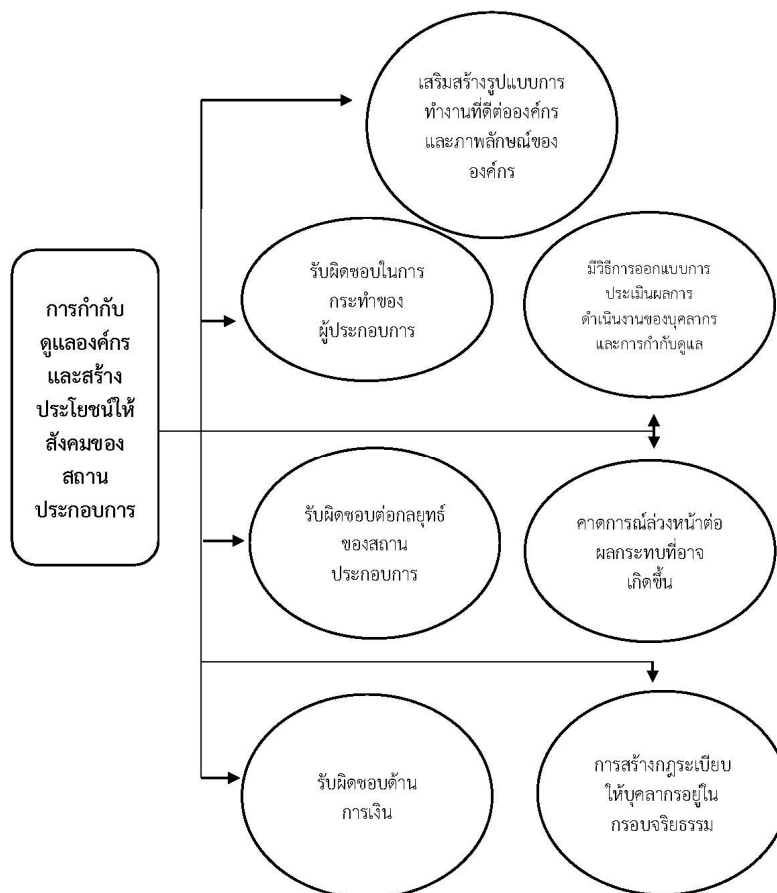 เสริมสร้างรูปแบบการ
ทำงานที่ดีต่อองค์กร
และภาพลักษณ์ของ
องค์กร
การกำกับ
ดูแลองค์กร
และสร้าง
ประโยชน์ให้
สังคมของ
สถาน
ประกอบการ
รับผิดชอบในการ
กระทำของ
ผู้ประกอบการ
มีวิธีการออกแบบการ
ประเมินผลการ
ดำเนินงานของบุคลากร
และการกำกับดูแล
รับผิดชอบต่อกลยุทธ์
ของสถาน
ประกอบการ
คาดการณ์ล่วงหน้าต่อ
ผลกระทบที่อาจ
เกิดขึ้น
รับผิดชอบด้าน
การเงิน
การสร้างกฎระเบียบ
ให้บุคลากรอยู่ใน
กรอบจริยธรรม